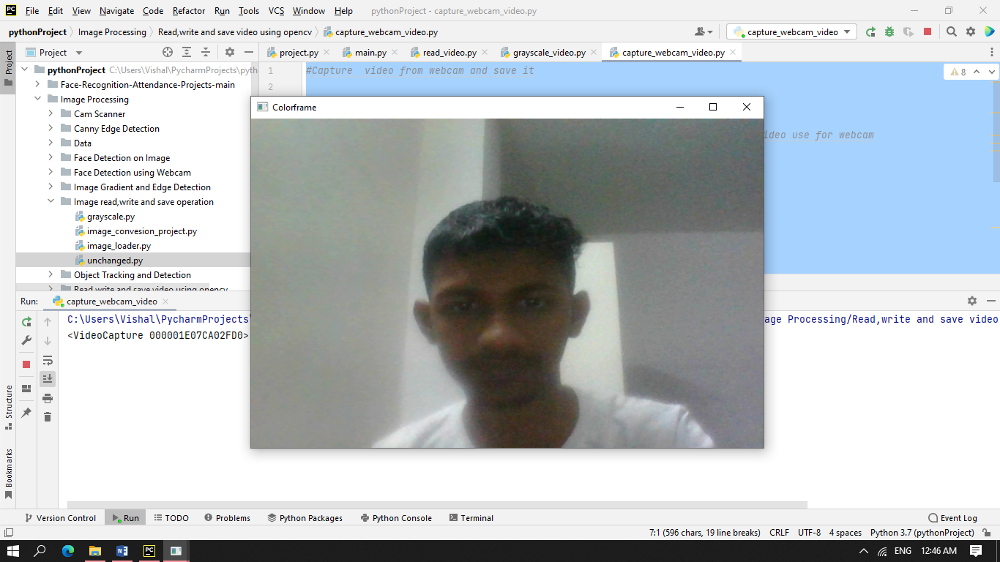 File Edit View Navigate Code Refactor Run Tools VCS Window Help pythonProject - capture_webcam_video.py
pythonProject Image Processing Read,write and save video using opencv capture_webcam_video.py capture_webcam_video
Project project.py main.py read_video.py grayscale_video.py capture_webcam_video.py
Project
pythonProject C:\Users\Vishal\PycharmProjects\pyth
Face-Recognition-Attendance-Projects-main
Image Processing
Cam Scanner
Canny Edge Detection
Data
Face Detection on Image
Face Detection using Webcam
Image Gradient and Edge Detection
Image read,write and save operation
grayscale.py
image_convesion_project.py
image_loader.py
unchanged.py
Object Tracking and Detection
Read,write and save video using opencv
1 #Capture  video from webcam and save it
2
8
ideo use for webcam
Colorframe
Run: capture_webcam_video
C:\Users\Vishal\PycharmProjects\
age Processing/Read,write and save video
<VideoCapture 000001E07CA02FD0>
Structure
Bookmarks
Version Control Run TODO Problems Python Packages Python Console Terminal Event Log
7:1 (596 chars, 19 line breaks) CRLF UTF-8 4 spaces Python 3.7 (pythonProject)
ENG 12:46 AM